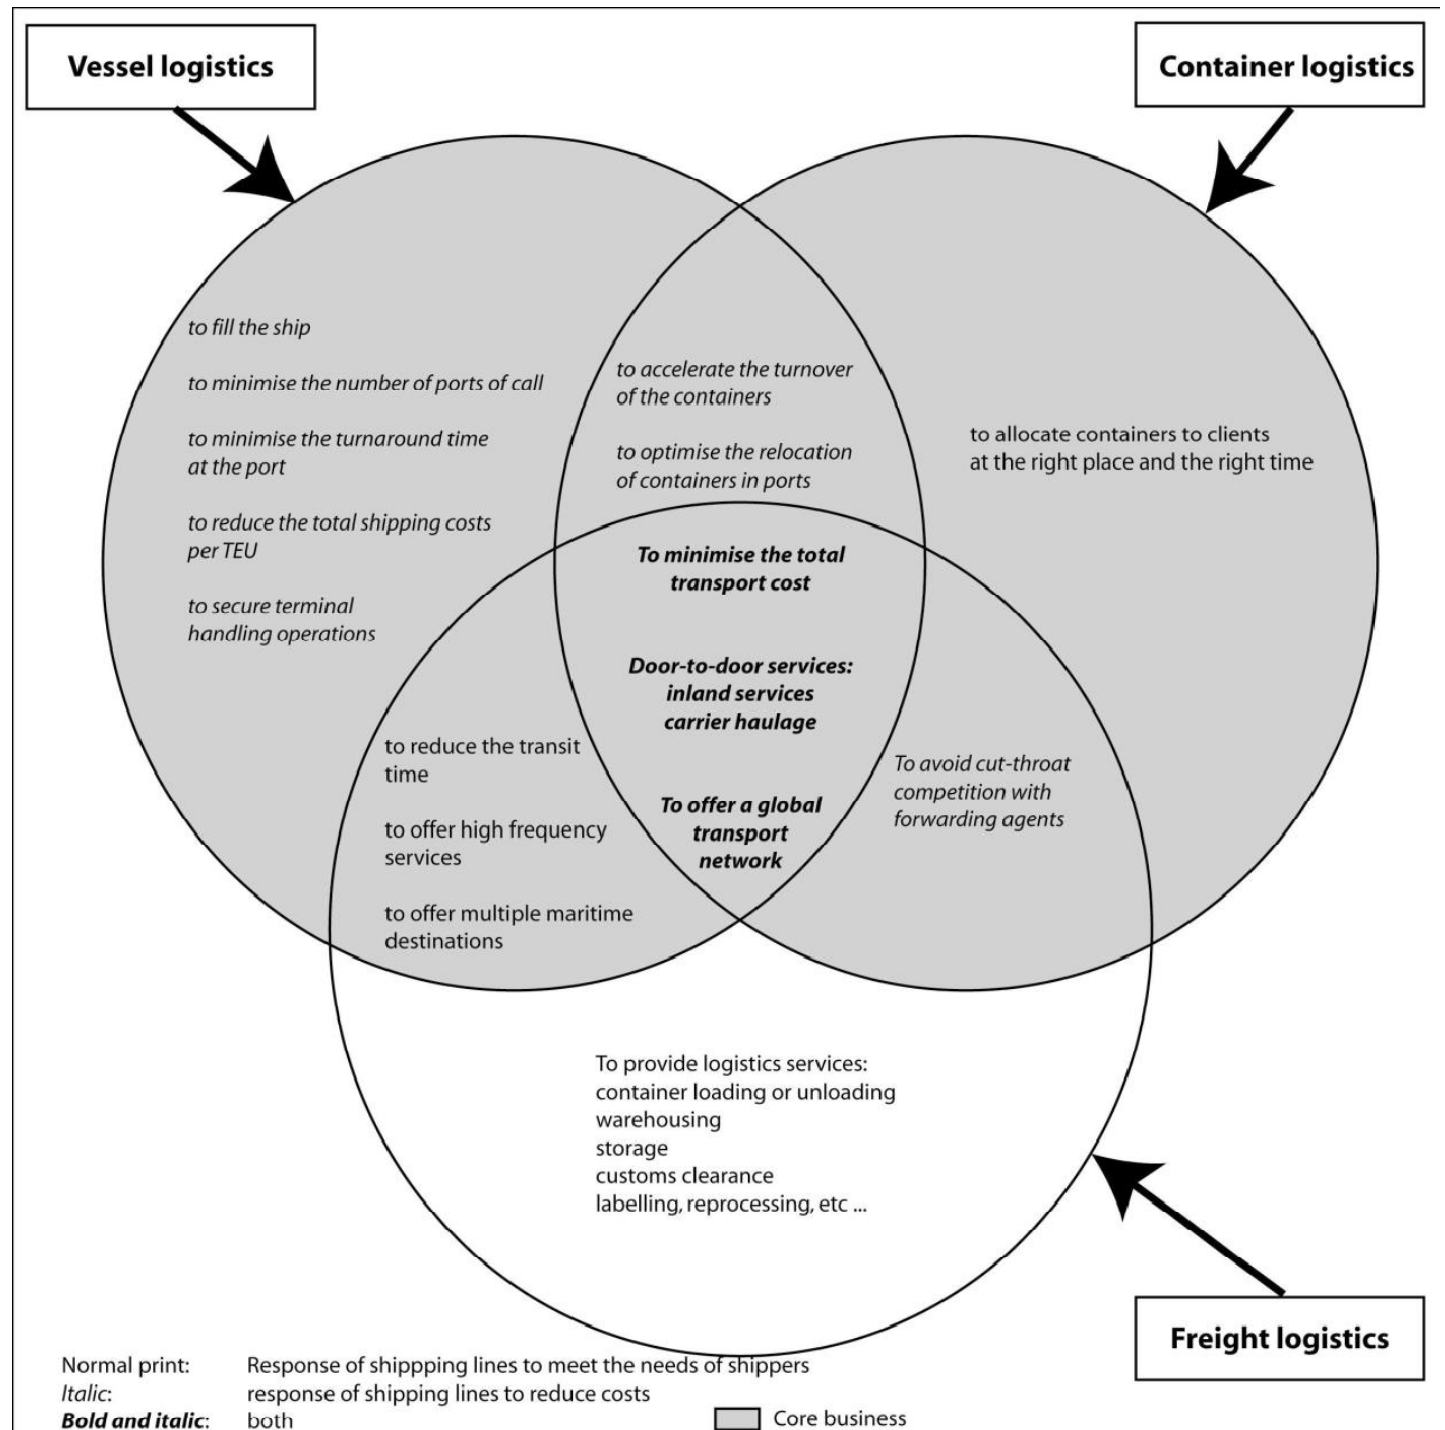 Vessel logistics
Container logistics
to fill the ship
to minimise the number of ports of call
to minimise the turnaround time
at the port
to reduce the total shipping costs
per TEU
to secure terminal
handling operations
to accelerate the turnover
of the containers
to optimise the relocation
of containers in ports
to allocate containers to clients
at the right place and the right time
To minimise the total
transport cost
Door-to-door services:
inland services
carrier haulage
To offer a global
transport
network
to reduce the transit
time
to offer high frequency
services
to offer multiple maritime
destinations
To avoid cut-throat
competition with
forwarding agents
To provide logistics services:
container loading or unloading
warehousing
storage
customs clearance
labelling, reprocessing, etc ...
Freight logistics
Normal print: Response of shippping lines to meet the needs of shippers
Italic: response of shipping lines to reduce costs
Bold and italic: both
Core business